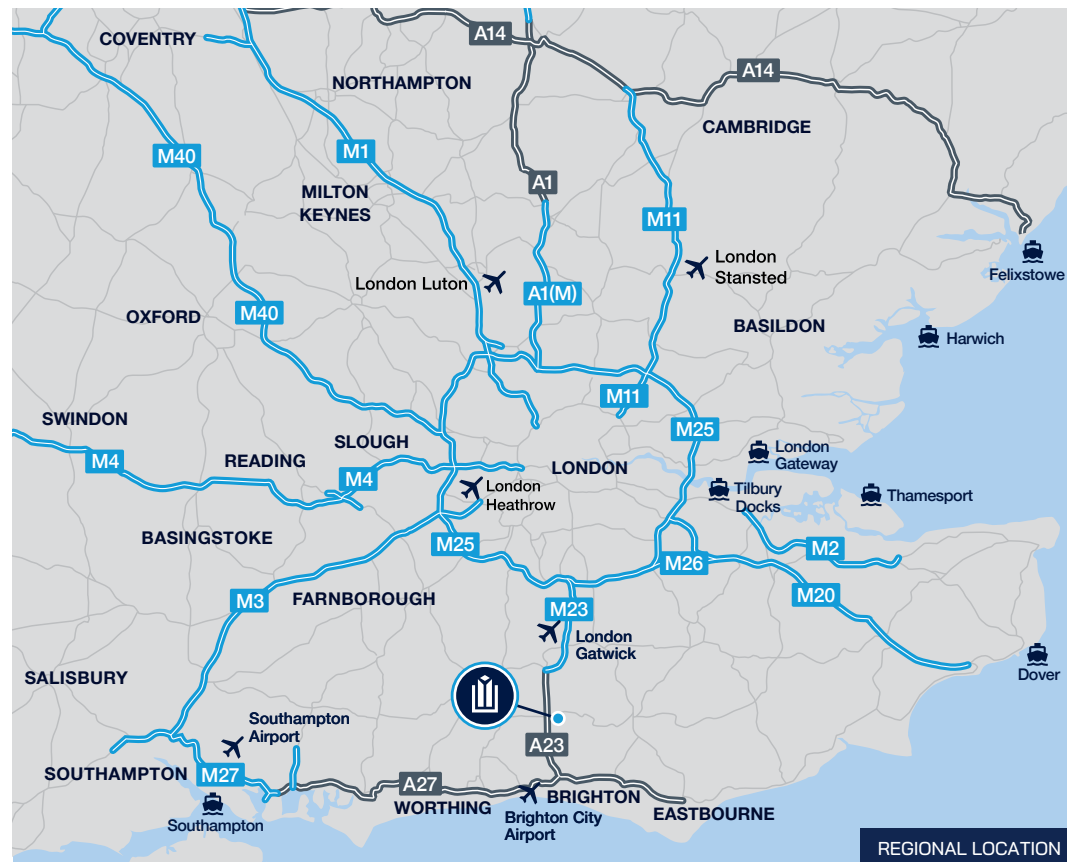 A14
COVENTRY
A14
NORTHAMPTON
CAMBRIDGE
M40
M1
A1
MILTON
KEYNES
M11
London
Stansted
Felixstowe
London Luton
A1(M)
OXFORD
M40
BASILDON
Harwich
M11
SWINDON
M25
SLOUGH
M4
READING
M4
LONDON
London
Gateway
London
Heathrow
Tilbury
Docks
Thamesport
BASINGSTOKE
M25
M2
M26
M3
FARNBOROUGH
M23
M20
London
Gatwick
SALISBURY
Dover
Southampton
Airport
A23
SOUTHAMPTON
M27
A27
WORTHING
BRIGHTON
EASTBOURNE
Southampton
Brighton City
Airport
REGIONAL LOCATION